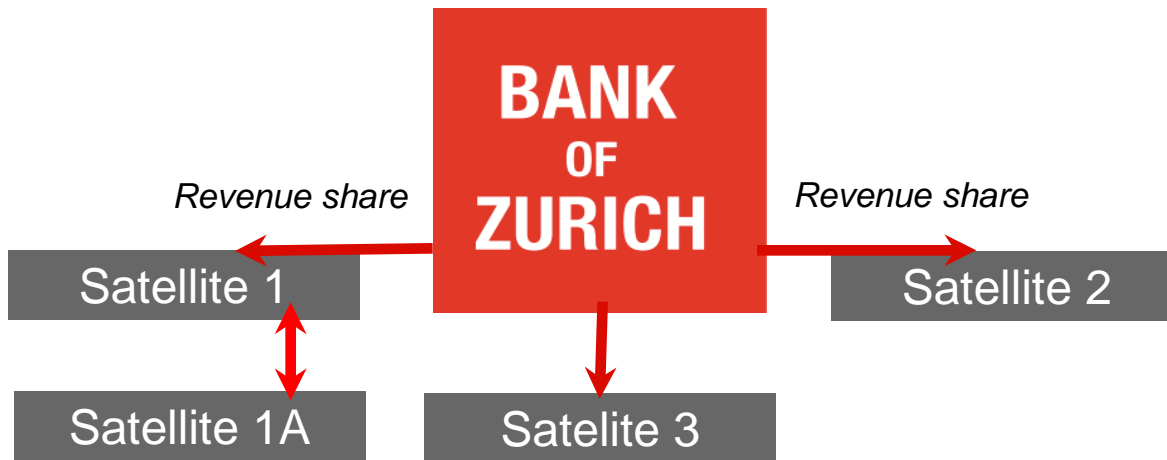 BANK
OF
ZURICH
Revenue share
Revenue share
Satellite 1
Satellite 2
Satellite 1A
Satelite 3